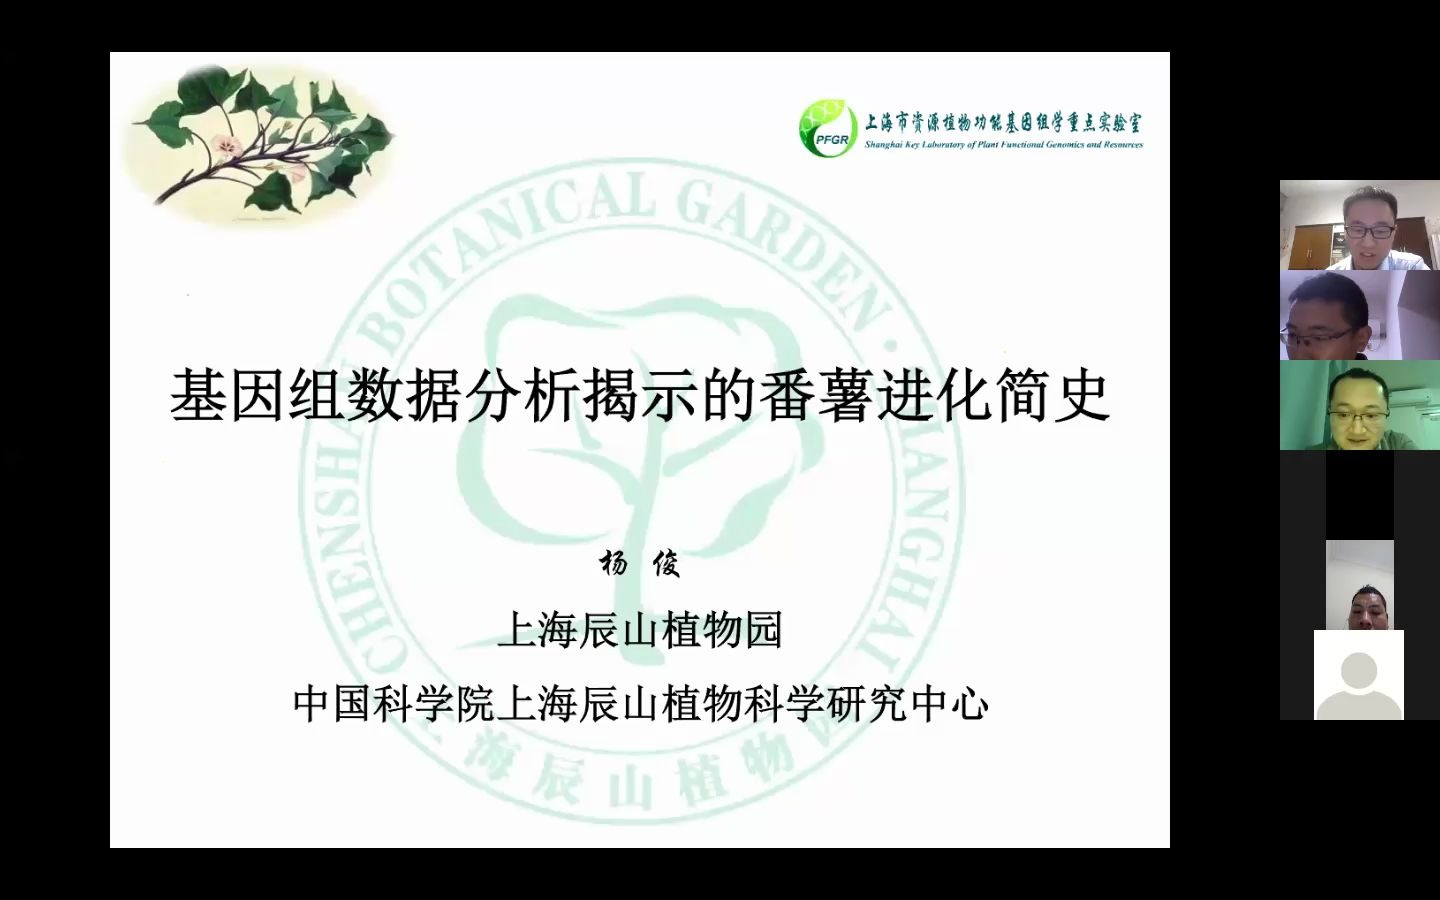 上海市资源植物功能基因组学重点实验室
PFGR
Shanghai Key Laboratory of Plant Functional Genomics and Resources
基因组数据分析揭示的番薯进化简史
杨 俊
上海辰山植物园
中国科学院上海辰山植物科学研究中心
CHENSHAN BOTANICAL GARDEN · SHANGHAI
上海辰山植物园